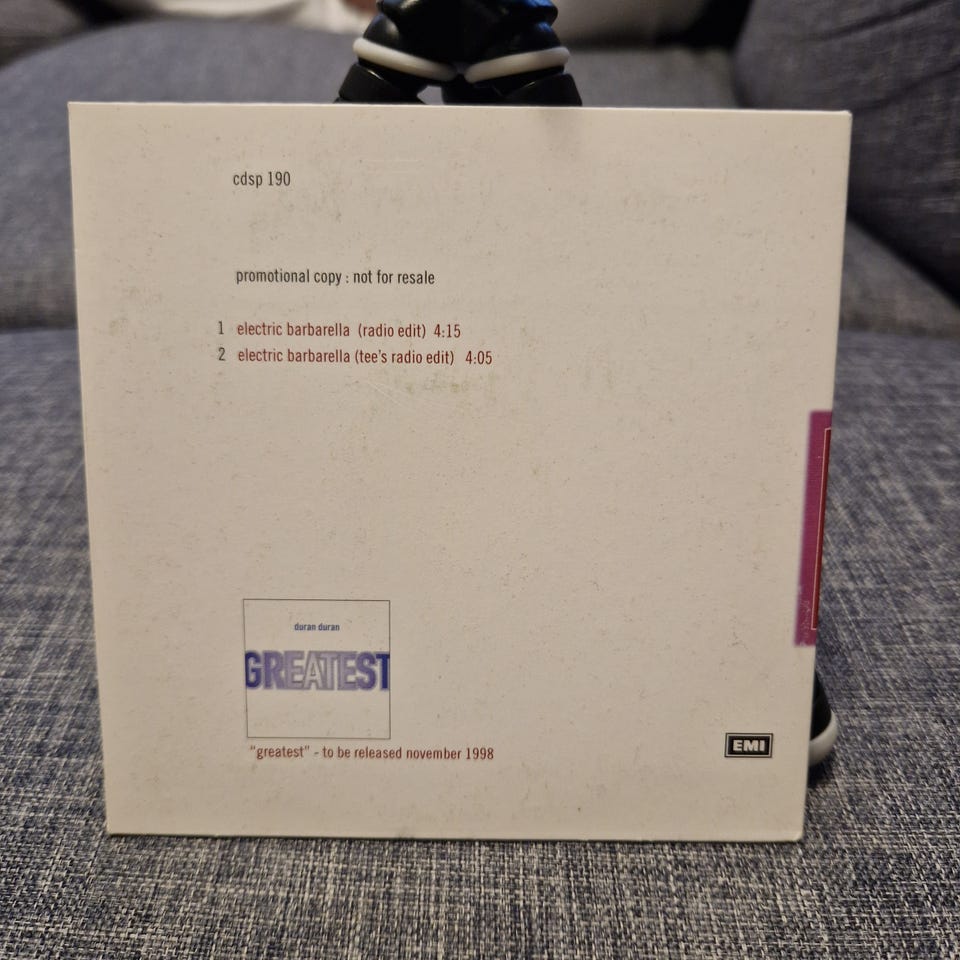 cdsp 190
promotional copy : not for resale
1 electric barbarella (radio edit) 4:15
2 electric barbarella (tee's radio edit) 4:05
duran duran
GREATEST
"greatest" - to be released november 1998
EMI